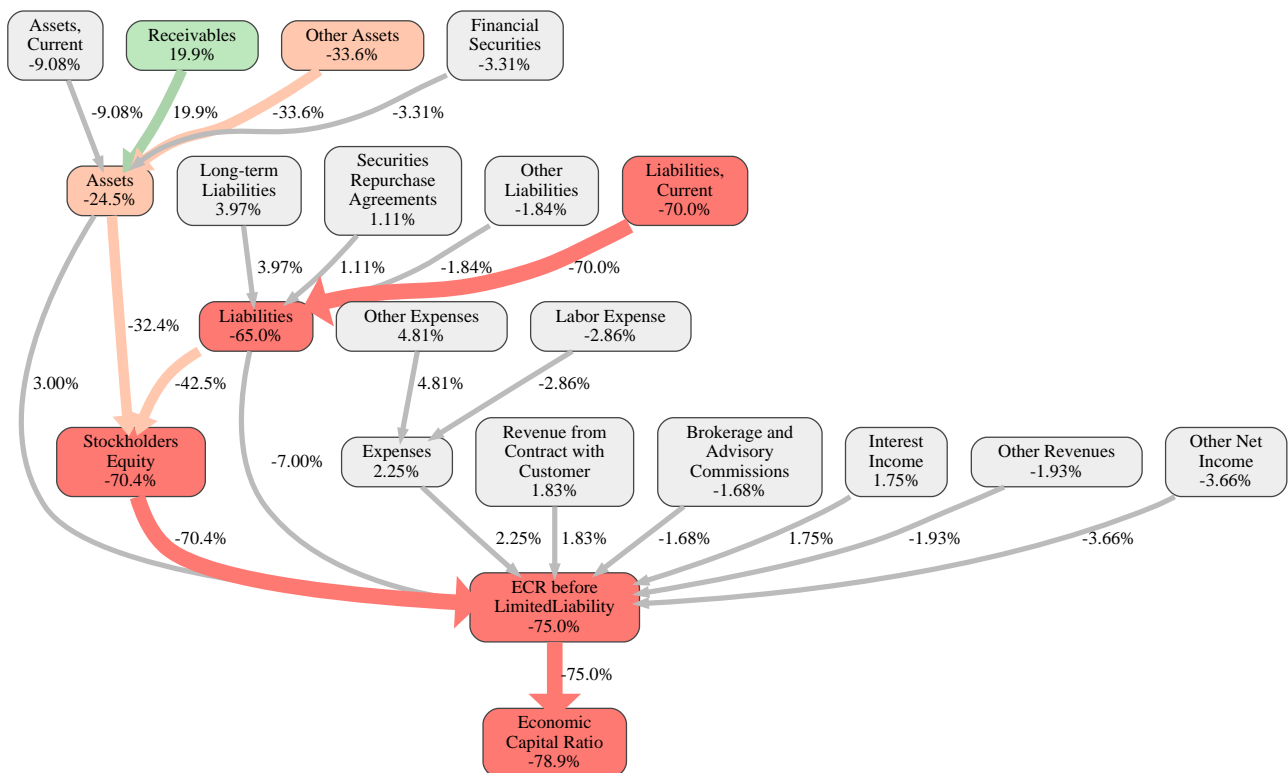 Assets,
Current
-9.08%
Receivables
19.9%
Other Assets
-33.6%
Financial
Securities
-3.31%
-9.08%
19.9%
-33.6%
-3.31%
Assets
-24.5%
Long-term
Liabilities
3.97%
Securities
Repurchase
Agreements
1.11%
Other
Liabilities
-1.84%
Liabilities,
Current
-70.0%
3.97%
1.11%
-1.84%
-70.0%
Liabilities
-65.0%
Other Expenses
4.81%
Labor Expense
-2.86%
-32.4%
3.00%
-42.5%
4.81%
-2.86%
Stockholders
Equity
-70.4%
-7.00%
Expenses
2.25%
Revenue from
Contract with
Customer
1.83%
Brokerage and
Advisory
Commissions
-1.68%
Interest
Income
1.75%
Other Revenues
-1.93%
Other Net
Income
-3.66%
-70.4%
2.25%
1.83%
-1.68%
1.75%
-1.93%
-3.66%
ECR before
LimitedLiability
-75.0%
-75.0%
Economic
Capital Ratio
-78.9%